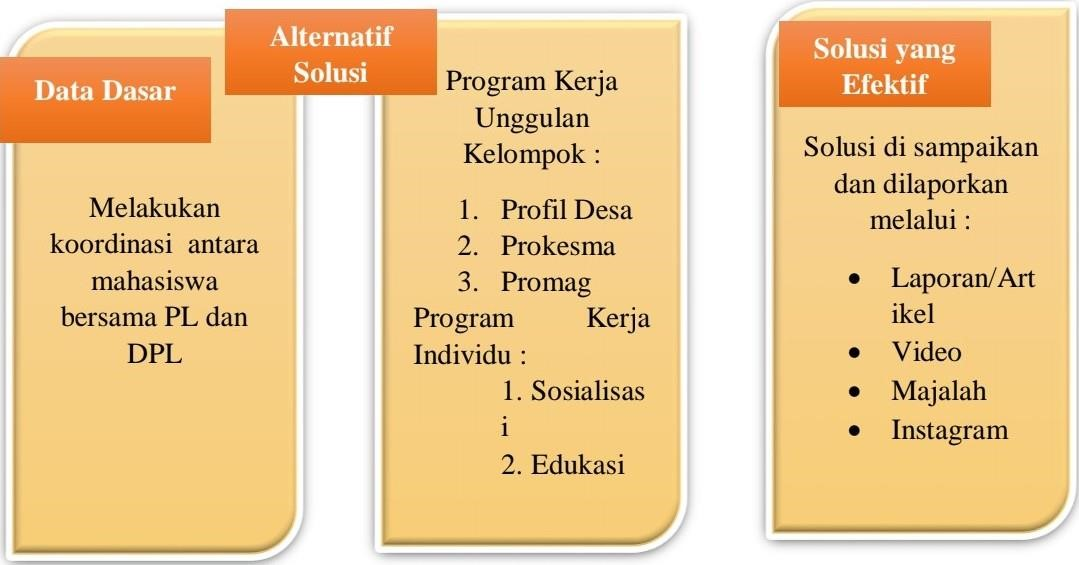 Data Dasar
Melakukan
koordinasi antara
mahasiswa
bersama PL dan
DPL
Alternatif
Solusi
Program Kerja
Unggulan
Kelompok :
1. Profil Desa
2. Prokesma
3. Promag
Program Kerja
Individu :
1. Sosialisas
i
2. Edukasi
Solusi yang
Efektif
Solusi di sampaikan
dan dilaporkan
melalui :
• Laporan/Art
ikel
• Video
• Majalah
• Instagram